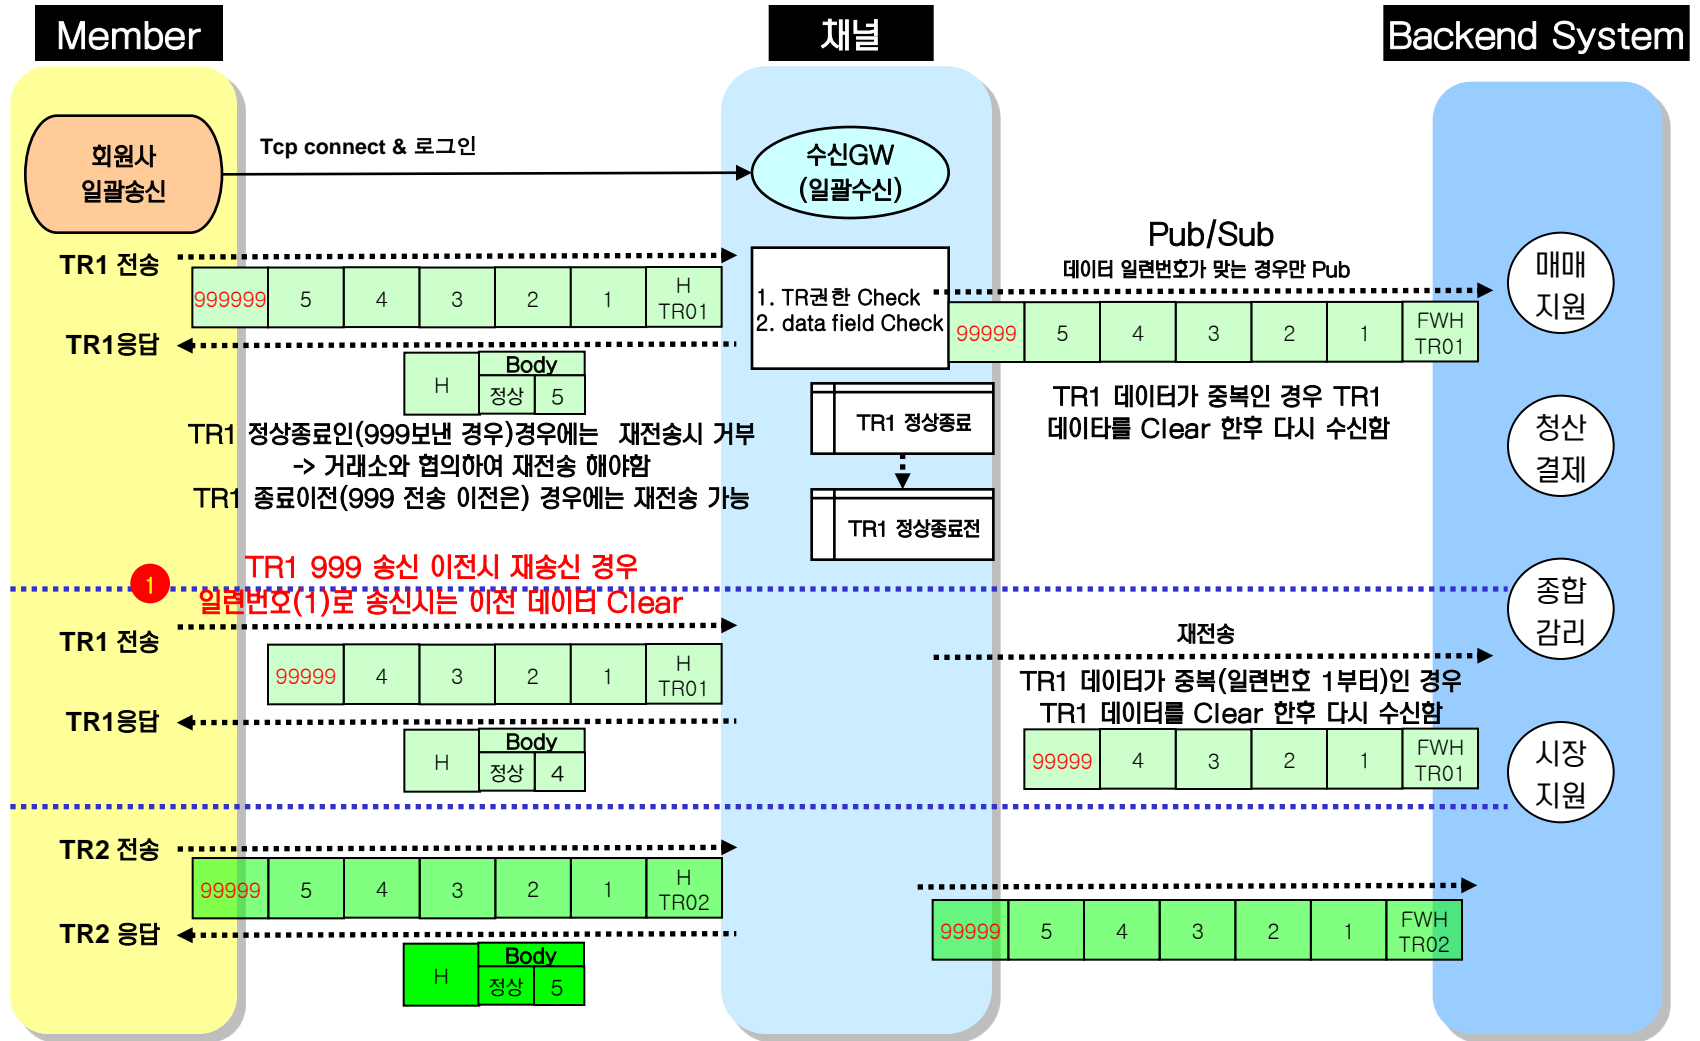 Member
채널
Backend System
회원사
일괄송신
Tcp connect & 로그인
수신GW
(일괄수신)
TR1 전송
999999 5 4 3 2 1 H TR01
TR1응답
H Body 정상 5
1. TR권한 Check
2. data field Check
Pub/Sub
데이터 일련번호가 맞는 경우만 Pub
99999 5 4 3 2 1 FWH TR01
매매
지원
TR1 정상종료인(999보낸 경우)경우에는 재전송시 거부
-> 거래소와 협의하여 재전송 해야함
TR1 종료이전(999 전송 이전은) 경우에는 재전송 가능
TR1 정상종료
TR1 정상종료전
TR1 데이터가 중복인 경우 TR1
데이타를 Clear 한후 다시 수신함
청산
결제
1
TR1 999 송신 이전시 재송신 경우
일련번호(1)로 송신시는 이전 데이터 Clear
종합
감리
TR1 전송
99999 4 3 2 1 H TR01
TR1응답
H Body 정상 4
재전송
TR1 데이터가 중복(일련번호 1부터)인 경우
TR1 데이터를 Clear 한후 다시 수신함
99999 4 3 2 1 FWH TR01
시장
지원
TR2 전송
99999 5 4 3 2 1 H TR02
TR2 응답
H Body 정상 5
99999 5 4 3 2 1 FWH TR02